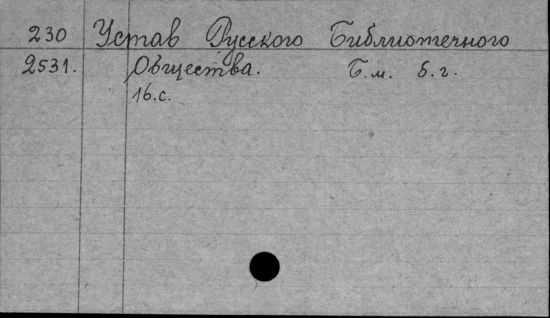 230 Устав Русского Библиотечного
2531. Общества. Б.м. б.г.
16.с.